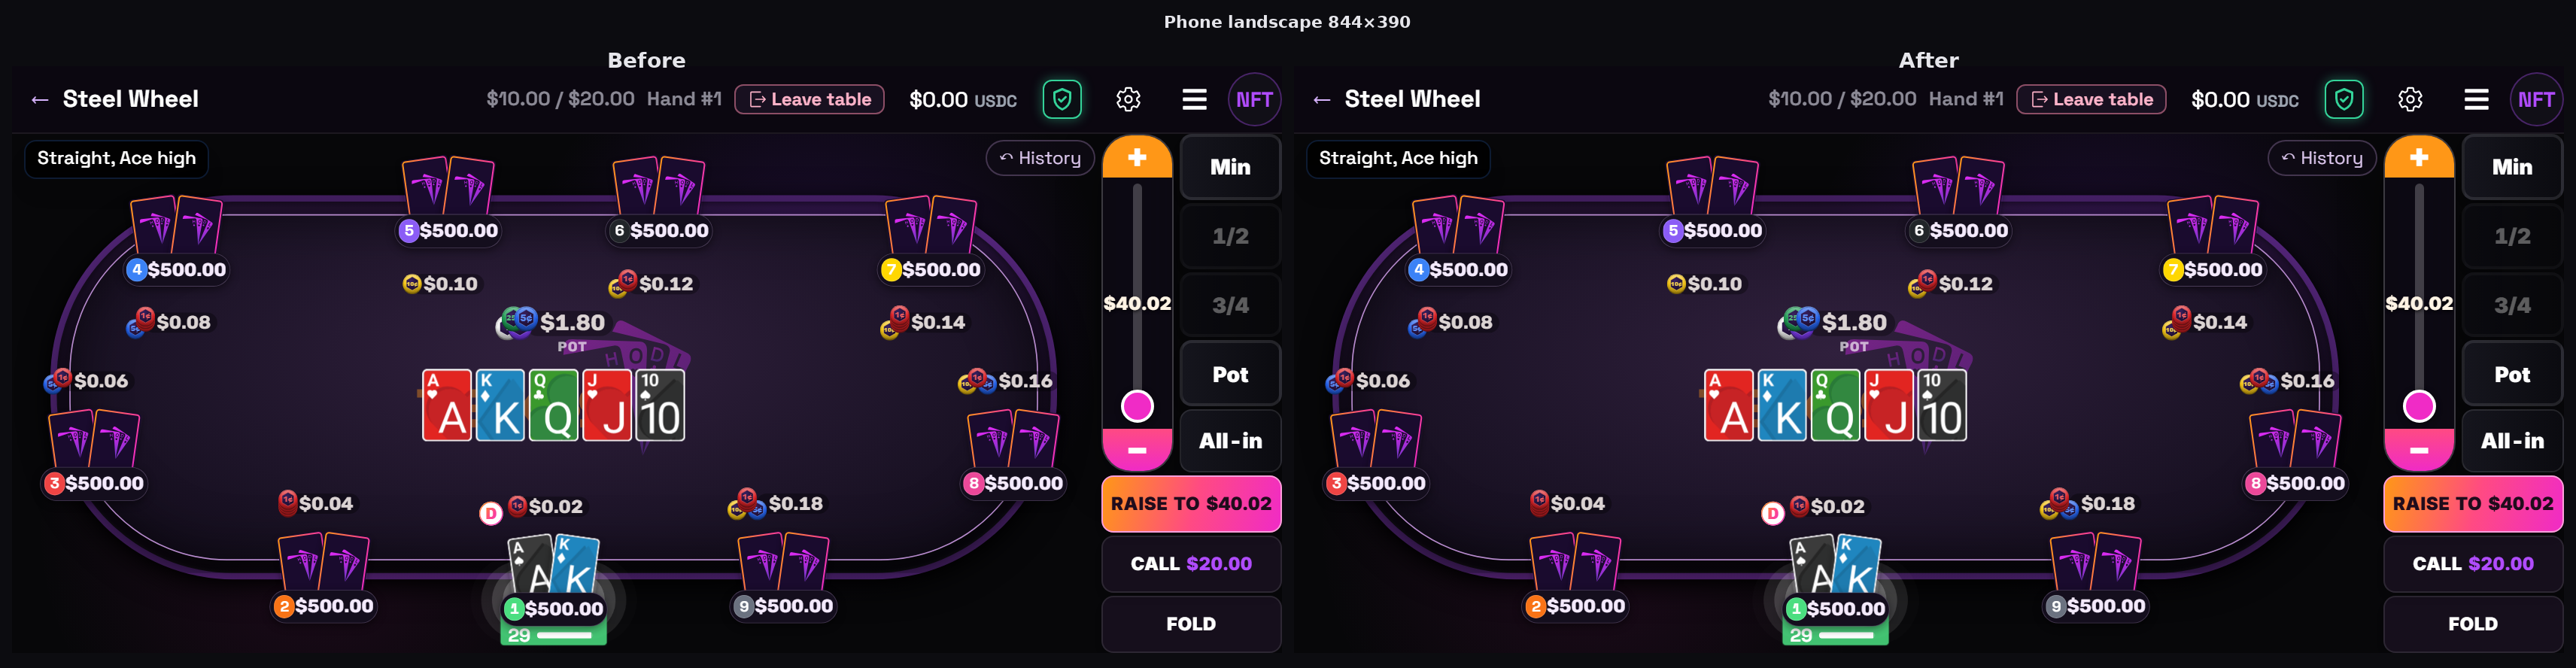 Phone landscape 844×390
Before
← Steel Wheel
$10.00 / $20.00 Hand #1
Leave table
$0.00 USDC
NFT
Straight, Ace high
History
5 $500.00
6 $500.00
4 $500.00
7 $500.00
$0.10
$0.12
$0.08
$0.14
$1.80
POT
HODL
$0.06
$0.16
A K Q J 10
A K Q J 10
3 $500.00
8 $500.00
$0.04
D $0.02
$0.18
A K
A K
2 $500.00
1 $500.00
9 $500.00
29
+
$40.02
−
Min
1/2
3/4
Pot
All-in
RAISE TO $40.02
CALL $20.00
FOLD
After
← Steel Wheel
$10.00 / $20.00 Hand #1
Leave table
$0.00 USDC
NFT
Straight, Ace high
History
5 $500.00
6 $500.00
4 $500.00
7 $500.00
$0.10
$0.12
$0.08
$0.14
$1.80
POT
HODL
$0.06
$0.16
A K Q J 10
A K Q J 10
3 $500.00
8 $500.00
$0.04
D $0.02
$0.18
A K
A K
2 $500.00
1 $500.00
9 $500.00
29
+
$40.02
−
Min
1/2
3/4
Pot
All-in
RAISE TO $40.02
CALL $20.00
FOLD